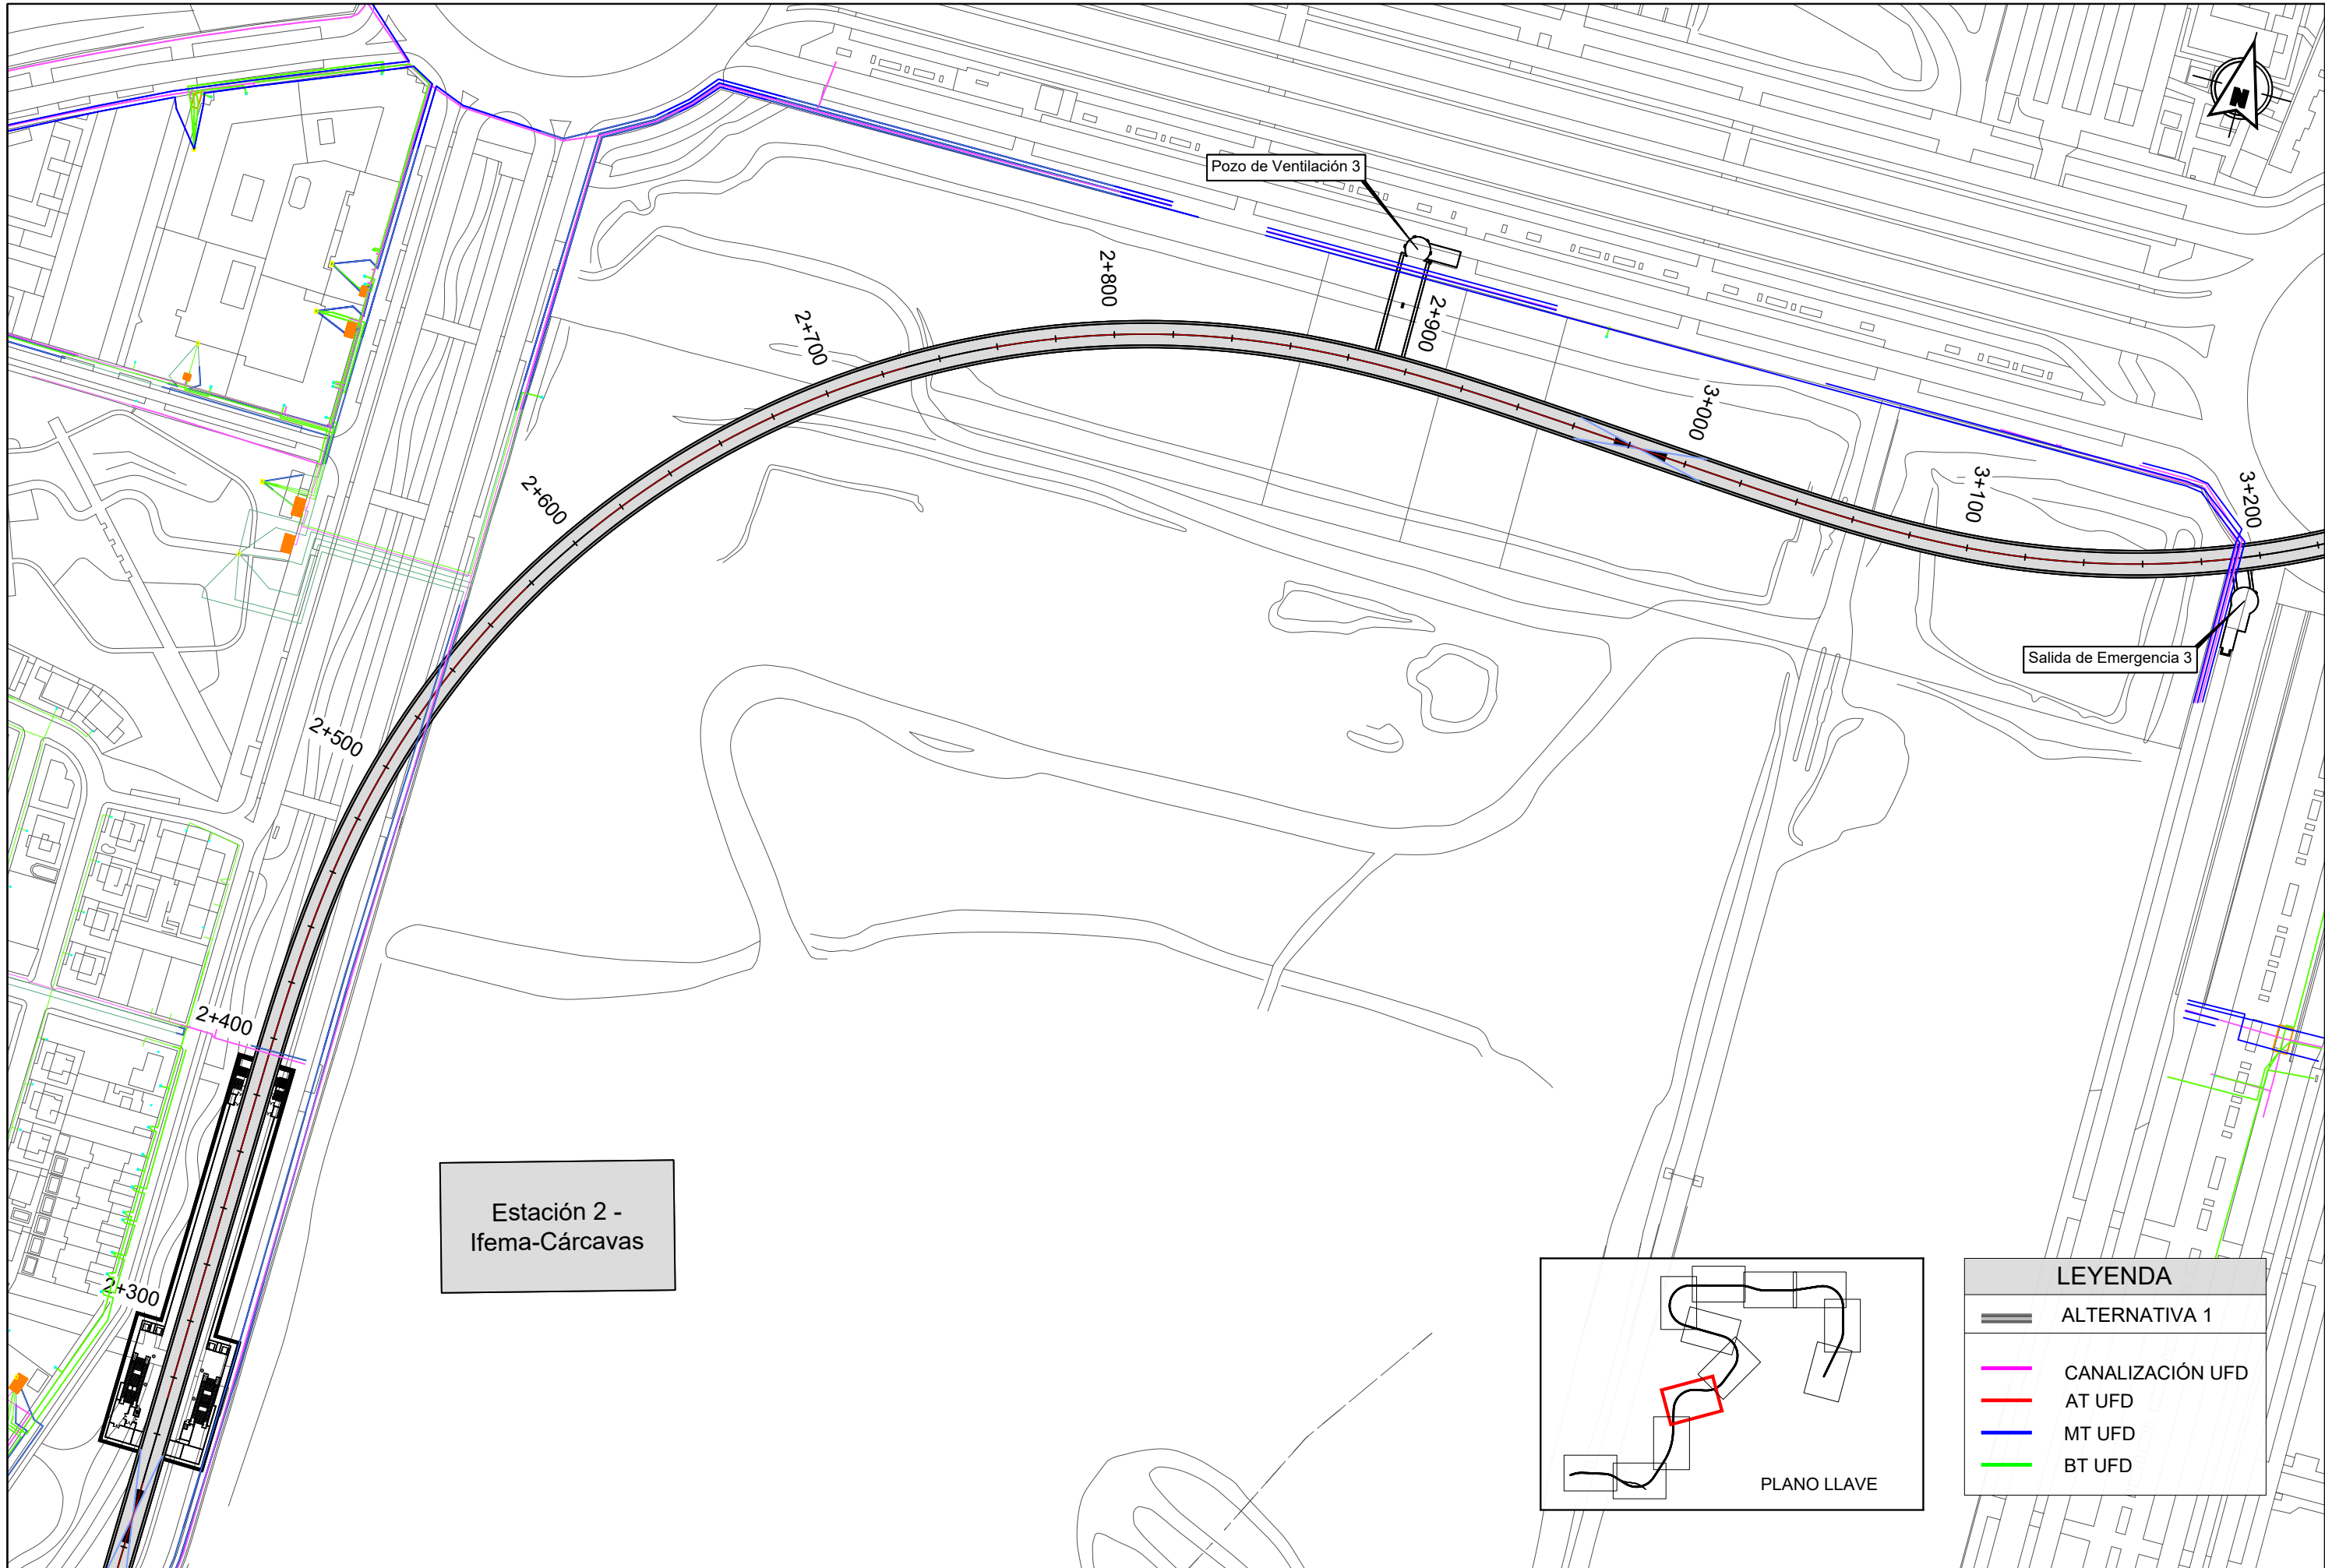 N
Pozo de Ventilación 3
2+800
2+900
2+700
3+000
3+100
3+200
2+600
Salida de Emergencia 3
2+500
2+400
Estación 2 -
Ifema-Cárcavas
2+300
LEYENDA
ALTERNATIVA 1
CANALIZACIÓN UFD
AT UFD
MT UFD
BT UFD
PLANO LLAVE